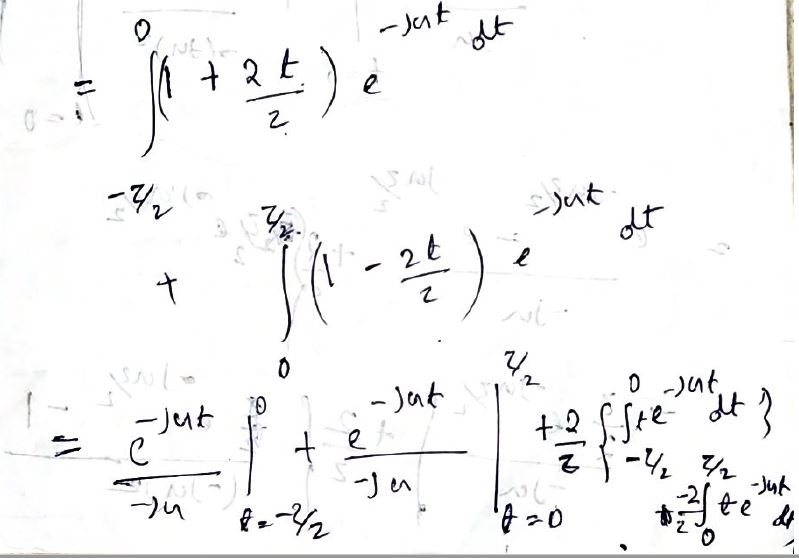 = ∫_{-τ/2}^{0} (1 + 2t/τ) e^{-jωt} dt
+ ∫_{0}^{τ/2} (1 - 2t/τ) e^{-jωt} dt
= e^{-jωt}/-jω |_{t=-τ/2}^{0} + e^{-jωt}/-jω |_{t=0}^{τ/2} + 2/τ { ∫_{-τ/2}^{0} t e^{-jωt} dt }
+ -2/τ ∫_{0}^{τ/2} t e^{-jωt} dt